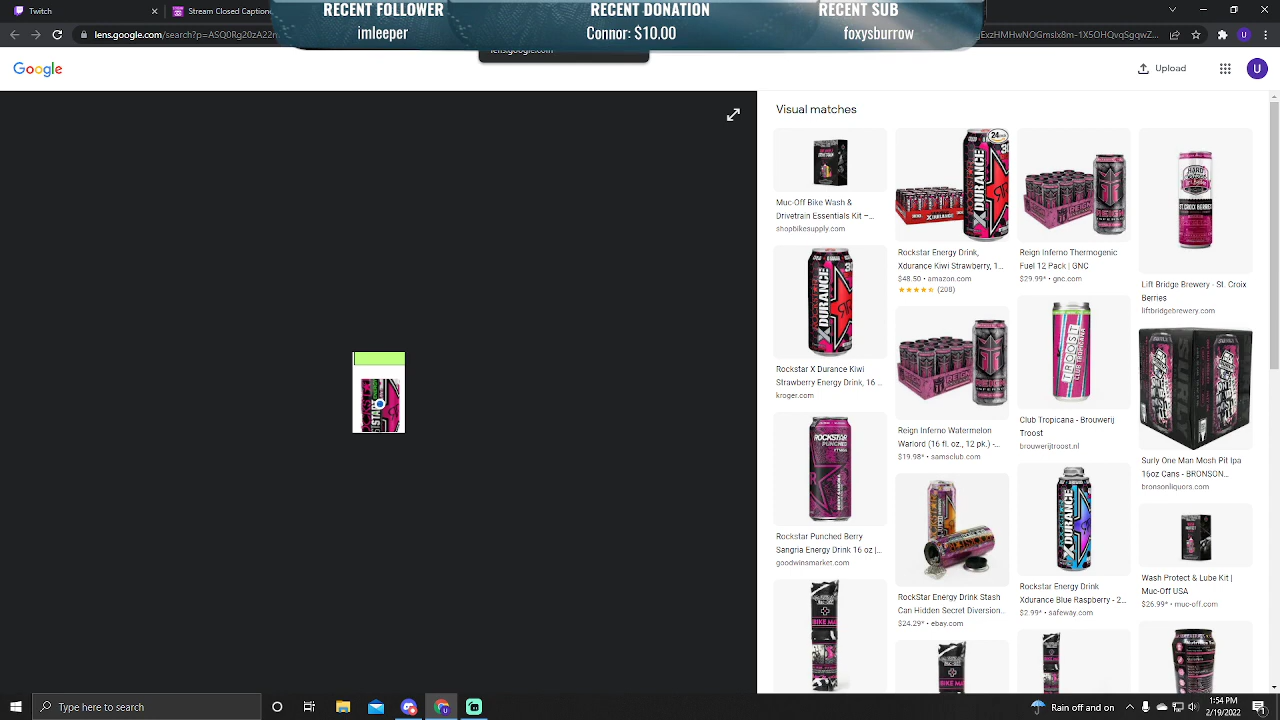 Twitch
Stream Closed Caption
RECENT FOLLOWER
RECENT DONATION
RECENT SUB
imleeper
Connor: $10.00
foxysburrow
lens.google.com
Google
Upload
U
Visual matches
Muc-Off Bike Wash &
Drivetrain Essentials Kit –...
shopbikesupply.com
Rockstar Energy Drink,
Xdurance Kiwi Strawberry, 1...
$48.50 • amazon.com
(208)
Reign Inferno Thermogenic
Fuel 12 Pack | GNC
$29.99* • gnc.com
Lift Bridge Brewery - St. Croix
Berries
liftbridgebrewery.com
Rockstar X Durance Kiwi
Strawberry Energy Drink, 16 ...
kroger.com
Reign Inferno Watermelon
Warlord (16 fl. oz., 12 pk.) -...
$19.98* • samsclub.com
Club Tropicana - Brouwerij
Troost
brouwerijtroost.nl
Surly One Man Mosh Pit Ipa
16oz Cans - BRONSON...
bronsonliquors.com
Rockstar Punched Berry
Sangria Energy Drink 16 oz |...
goodwinsmarket.com
RockStar Energy Drink Stash
Can Hidden Secret Diversion...
$24.29* • ebay.com
Rockstar Energy Drink
Xdurance Blue Raspberry - 2...
$2.99* • safeway.com
Wash Protect & Lube Kit |
Muc-Off USA
$26.99* • muc-off.com
Type here to search
Rain off and on
1:54 PM
2/19/2022